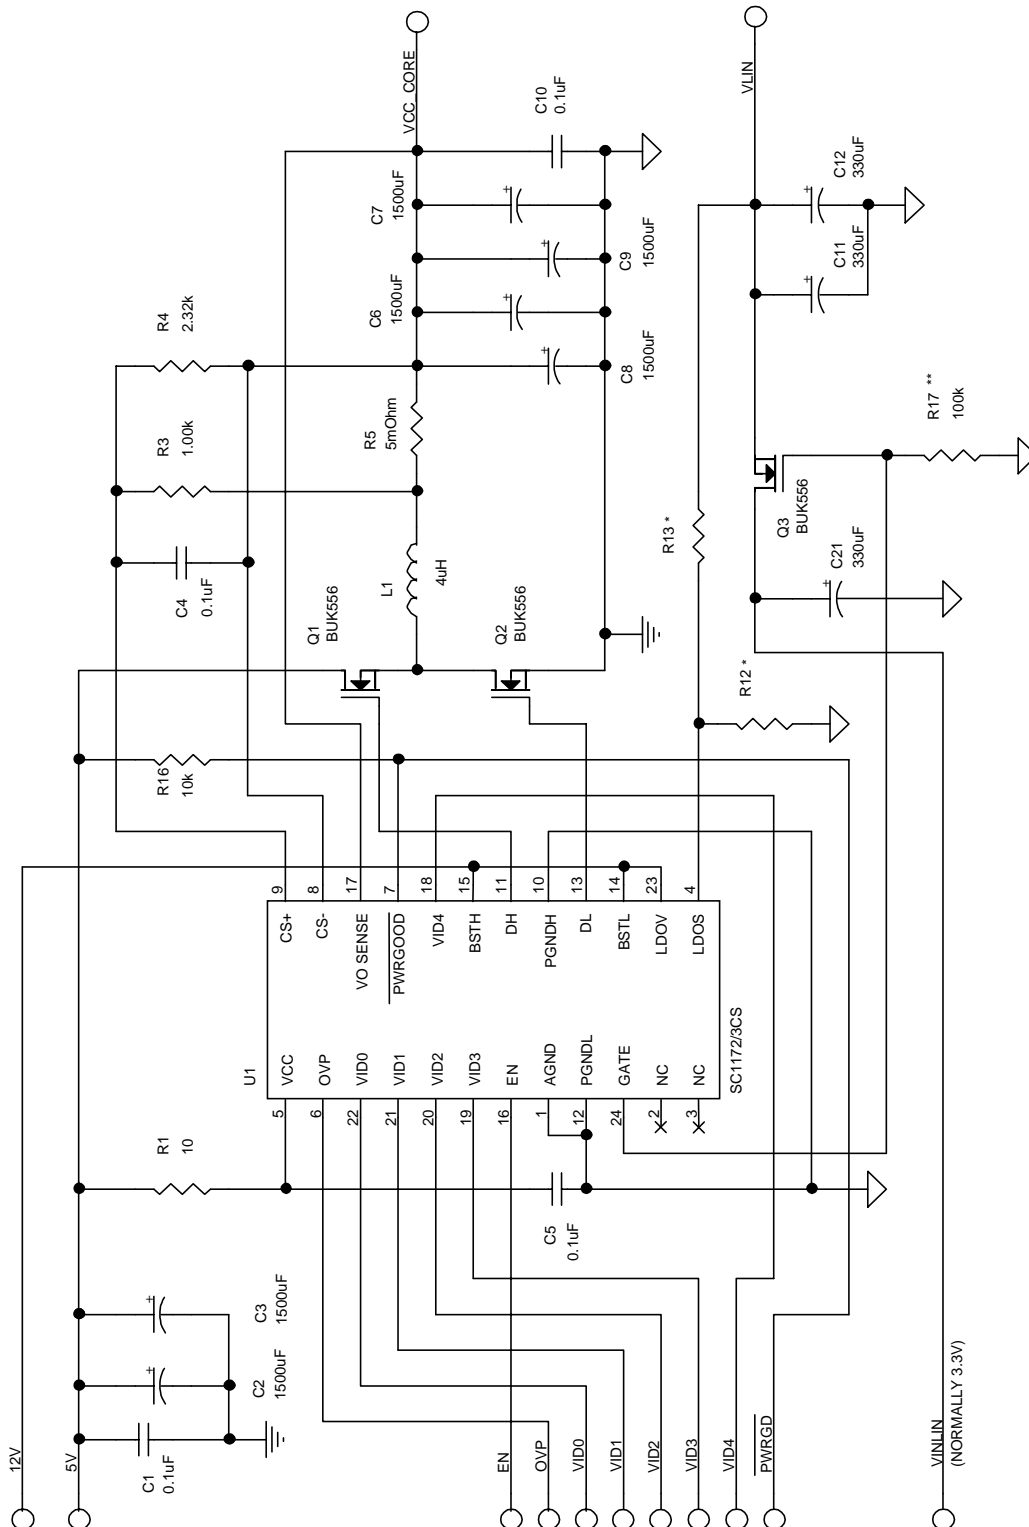 12V
5V
C1
0.1uF
C2
1500uF
C3
1500uF
+
+
R1
10
EN
OVP
VID0
VID1
VID2
VID3
VID4
PWRGD
VINLIN
(NORMALLY 3.3V)
C5
0.1uF
U1
5
VCC
6
OVP
22
VID0
21
VID1
20
VID2
19
VID3
16
EN
1
AGND
12
PGNDL
24
GATE
2
NC
3
NC
SC1172/3CS
CS+
9
CS-
8
VO SENSE
17
PWRGOOD
7
VID4
18
BSTH
15
DH
11
PGNDH
10
DL
13
BSTL
14
LDOV
23
LDOS
4
R16
10k
C4
0.1uF
R3
1.00k
R4
2.32k
Q1
BUK556
Q2
BUK556
L1
4uH
R5
5mOhm
C6
1500uF
+
C7
1500uF
+
C8
1500uF
+
C9
1500uF
+
C10
0.1uF
VCC_CORE
R12 *
R13 *
C21
330uF
+
Q3
BUK556
R17 **
100k
C11
330uF
+
C12
330uF
+
VLIN